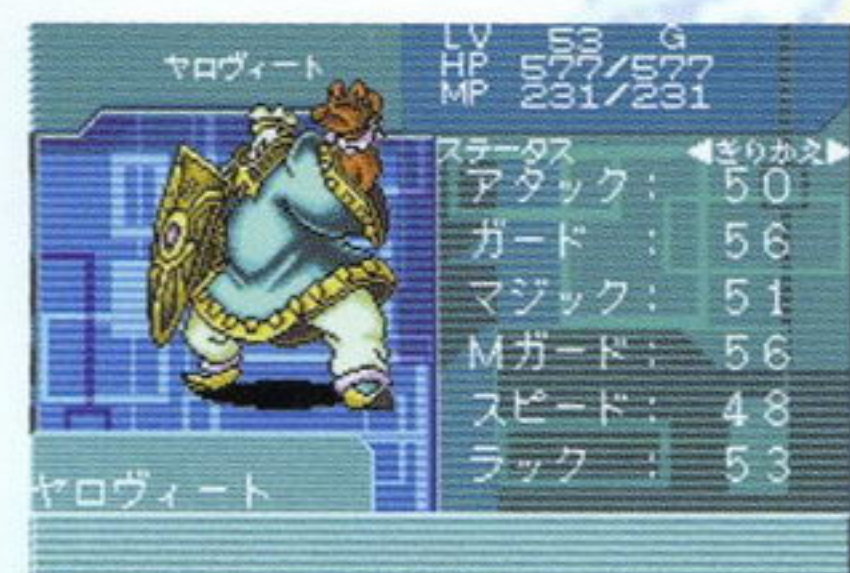 ヤロヴィート
LV 53 G
HP 577/577
MP 231/231
ステータス ◀きりかえ▶
アタック： 50
ガード ： 56
マジック： 51
Mガード： 56
スピード： 48
ラック ： 53
ヤロヴィート